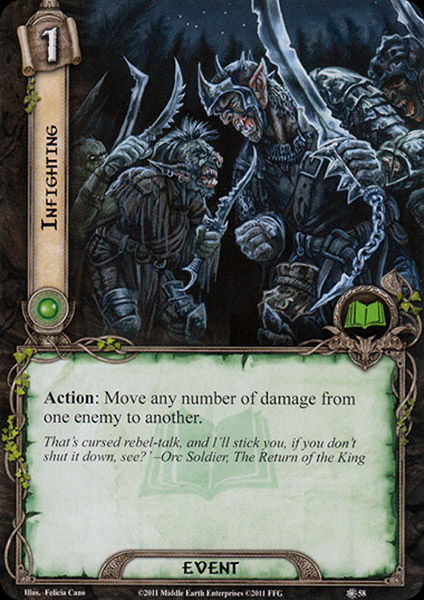 1
INFIGHTING
Action: Move any number of damage from
one enemy to another.
That's cursed rebel-talk, and I'll stick you, if you don't
shut it down, see?' –Orc Soldier, The Return of the King
EVENT
Illus. Felicia Cano ©2011 Middle Earth Enterprises ©2011 FFG 58